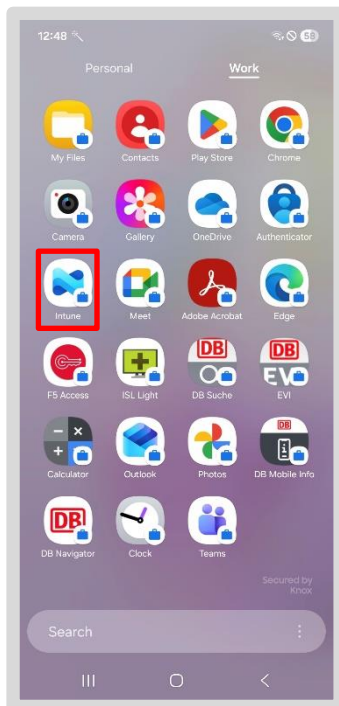 12:48
58
Personal Work
My Files Contacts Play Store Chrome
Camera Gallery OneDrive Authenticator
Intune Meet Adobe Acrobat Edge
DB DB
EV
F5 Access ISL Light DB Suche EVI
DB
Calculator Outlook Photos DB Mobile Info
DB
DB Navigator Clock Teams
Secured by
Knox
Search